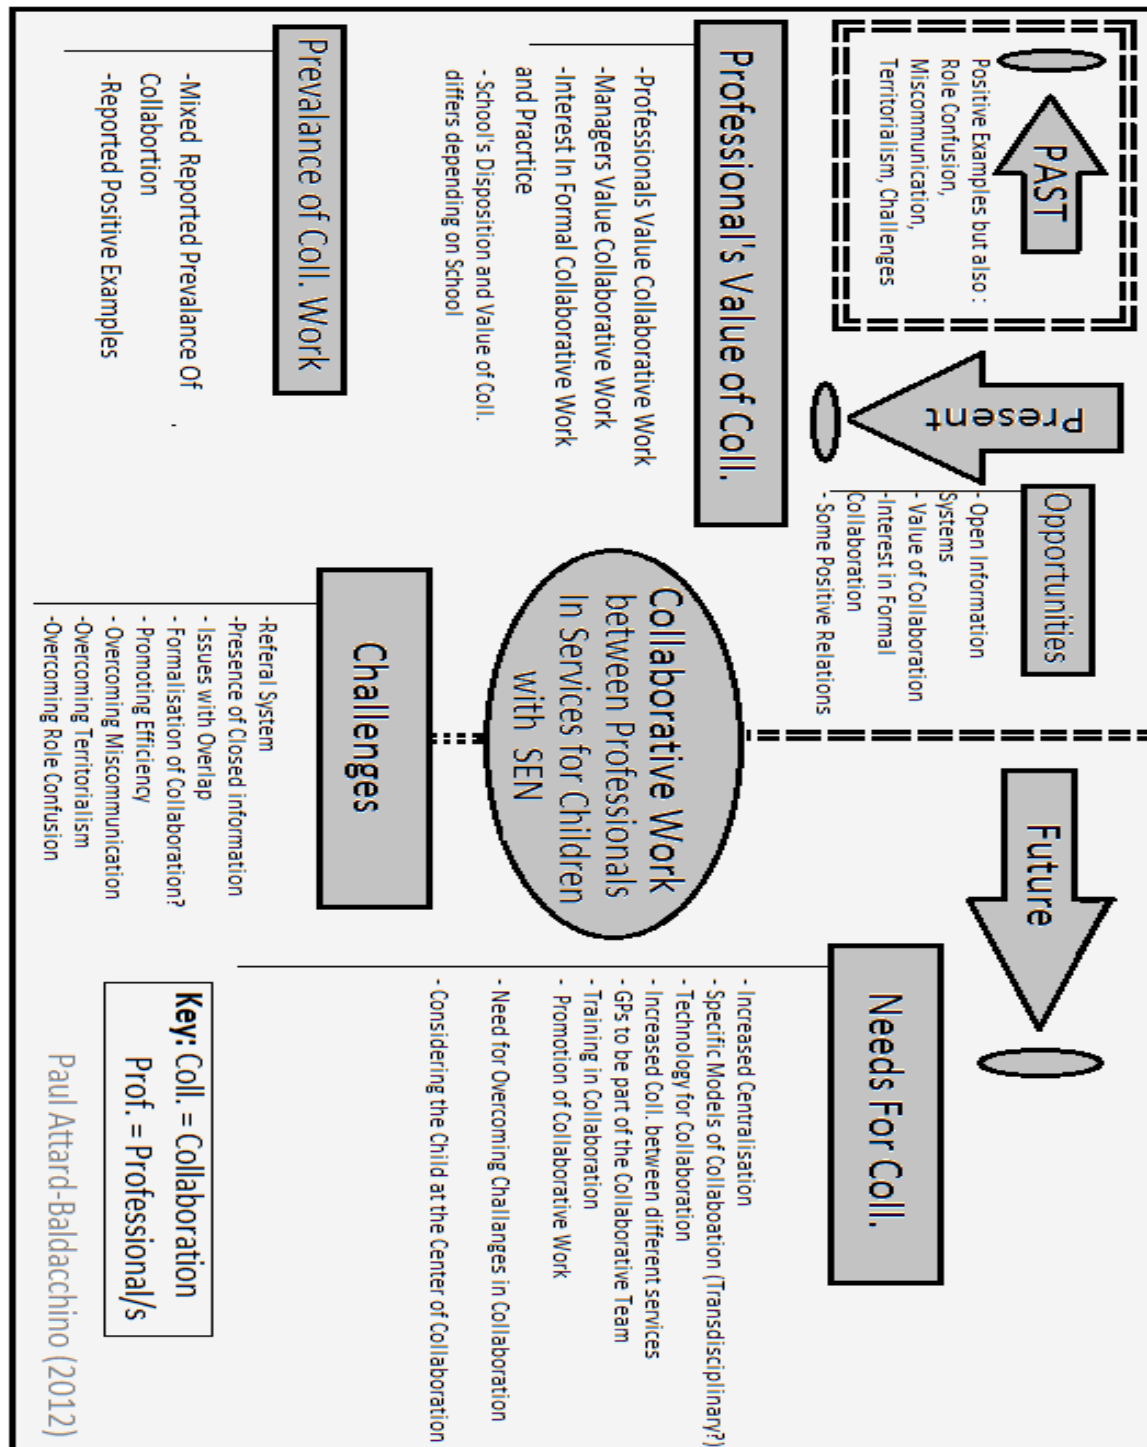 PAST
Positive Examples but also :
Role Confusion,
Miscommunication,
Territorialism, Challenges
Present
Opportunities
- Open Information
Systems
- Value of Collaboration
-Interest in Formal
Collaboration
- Some Positive Relations
Future
Professional's Value of Coll.
-Professionals Value Collaborative Work
-Managers Value Collaborative Work
-Interest In Formal Collaborative Work
and Pracrtice
- School's Disposition and Value of Coll.
differs depending on School
Collaborative Work
between Professionals
In Services for Children
with SEN
Needs For Coll.
- Increased Centralisation
- Specific Models of Collaboation (Transdisciplinary?)
-Technology for Collaboration
- Increased Coll. between different services
- GPs to be part of the Collaborative Team
- Training in Collaboration
- Promotion of Collaborative Work
- Need for Overcoming Challanges in Collaboration
- Considering the Child at the Center of Collaboration
Prevalance of Coll. Work
-Mixed Reported Prevalance Of
Collabortion
-Reported Positive Examples
Challenges
-Referal System
-Presence of Closed information
- Issues with Overlap
- Formalisation of Collaboration?
- Promoting Efficiency
- Overcoming Miscommunication
-Overcoming Territorialism
-Overcoming Role Confusion
Key: Coll. = Collaboration
Prof. = Professional/s
Paul Attard-Baldacchino (2012)